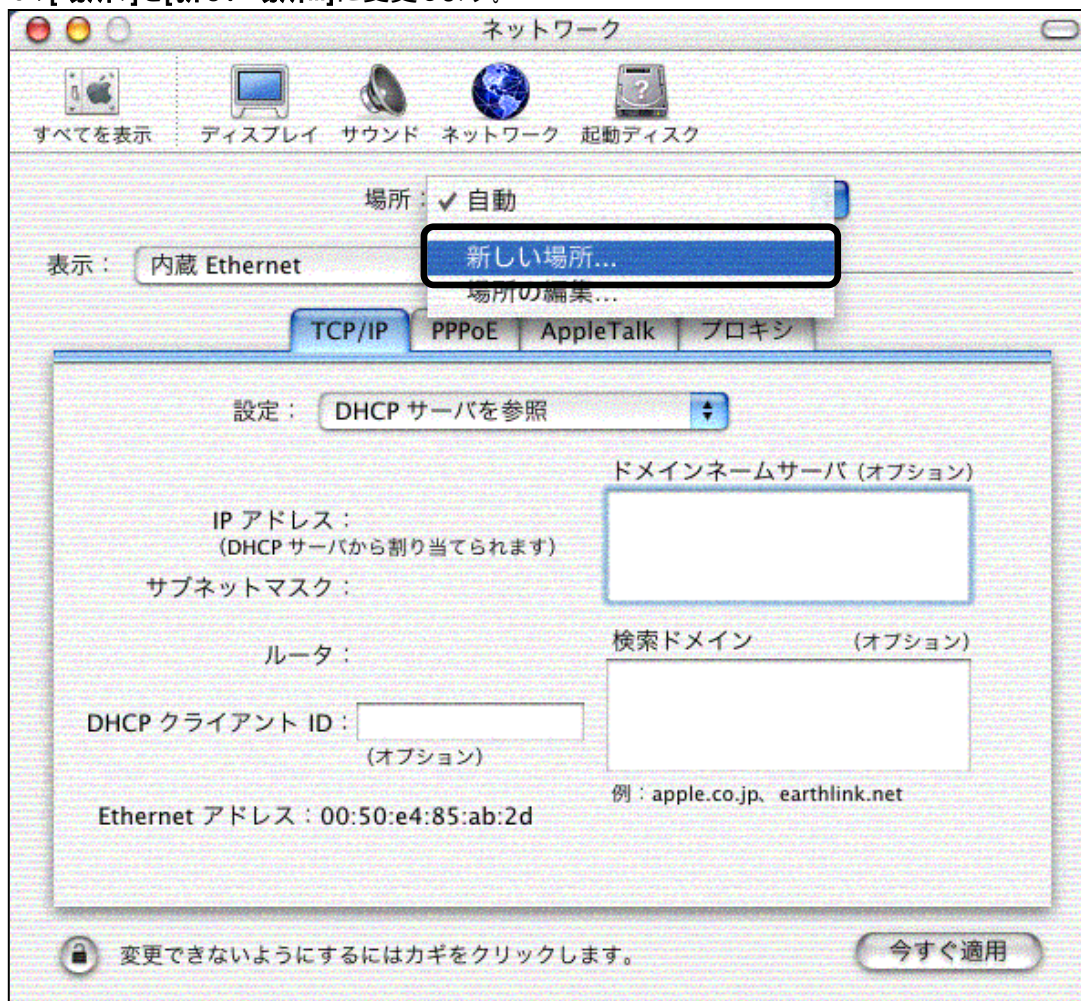 ネットワーク
すべてを表示 ディスプレイ サウンド ネットワーク 起動ディスク
場所： ✓ 自動
新しい場所...
表示： 内蔵 Ethernet
場所の編集...
TCP/IP PPPoE AppleTalk プロキシ
設定： DHCP サーバを参照
ドメインネームサーバ (オプション)
IP アドレス：
(DHCP サーバから割り当てられます)
サブネットマスク：
検索ドメイン (オプション)
ルータ：
DHCP クライアント ID：
(オプション)
例：apple.co.jp、earthlink.net
Ethernet アドレス：00:50:e4:85:ab:2d
変更できないようにするにはカギをクリックします。
今すぐ適用